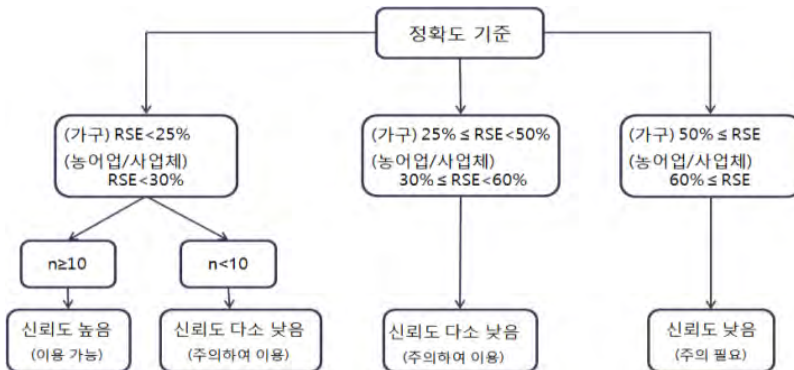 정확도 기준
(가구) RSE<25%
(농어업/사업체)
RSE<30%
(가구) 25% ≤ RSE<50%
(농어업/사업체)
30% ≤ RSE<60%
(가구) 50% ≤ RSE
(농어업/사업체)
60% ≤ RSE
n≥10
n<10
신뢰도 높음
(이용 가능)
신뢰도 다소 낮음
(주의하여 이용)
신뢰도 다소 낮음
(주의하여 이용)
신뢰도 낮음
(주의 필요)